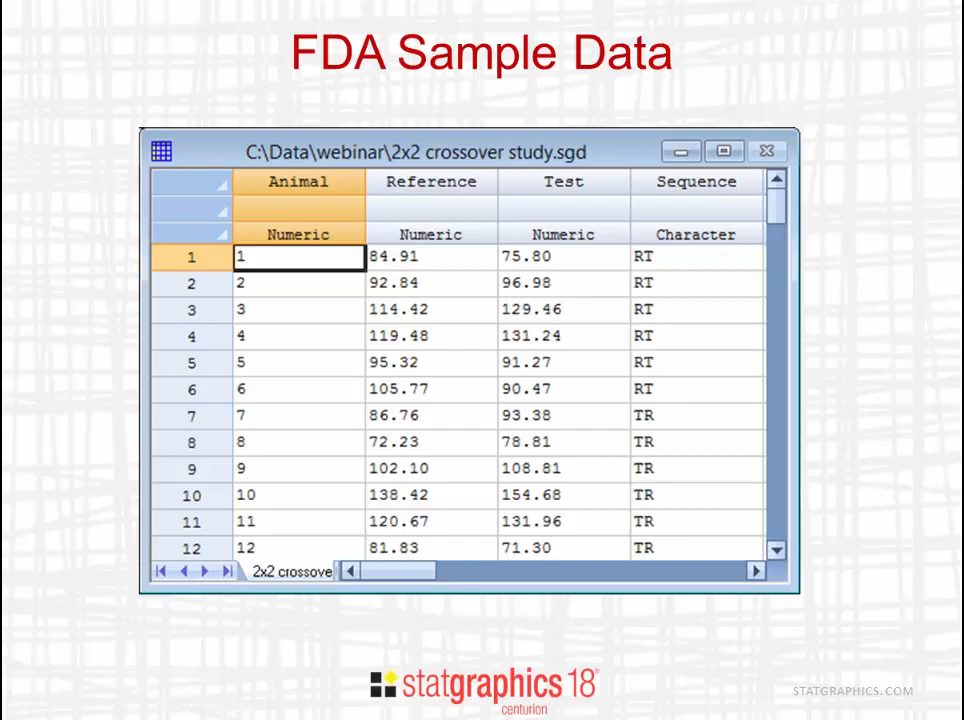 FDA Sample Data
C:\Data\webinar\2x2 crossover study.sgd
Animal Reference Test Sequence
Numeric Numeric Numeric Character
1 1 84.91 75.80 RT
2 2 92.84 96.98 RT
3 3 114.42 129.46 RT
4 4 119.48 131.24 RT
5 5 95.32 91.27 RT
6 6 105.77 90.47 RT
7 7 86.76 93.38 TR
8 8 72.23 78.81 TR
9 9 102.10 108.81 TR
10 10 138.42 154.68 TR
11 11 120.67 131.96 TR
12 12 81.83 71.30 TR
2x2 crossove
statgraphics 18
centurion
STATGRAPHICS.COM